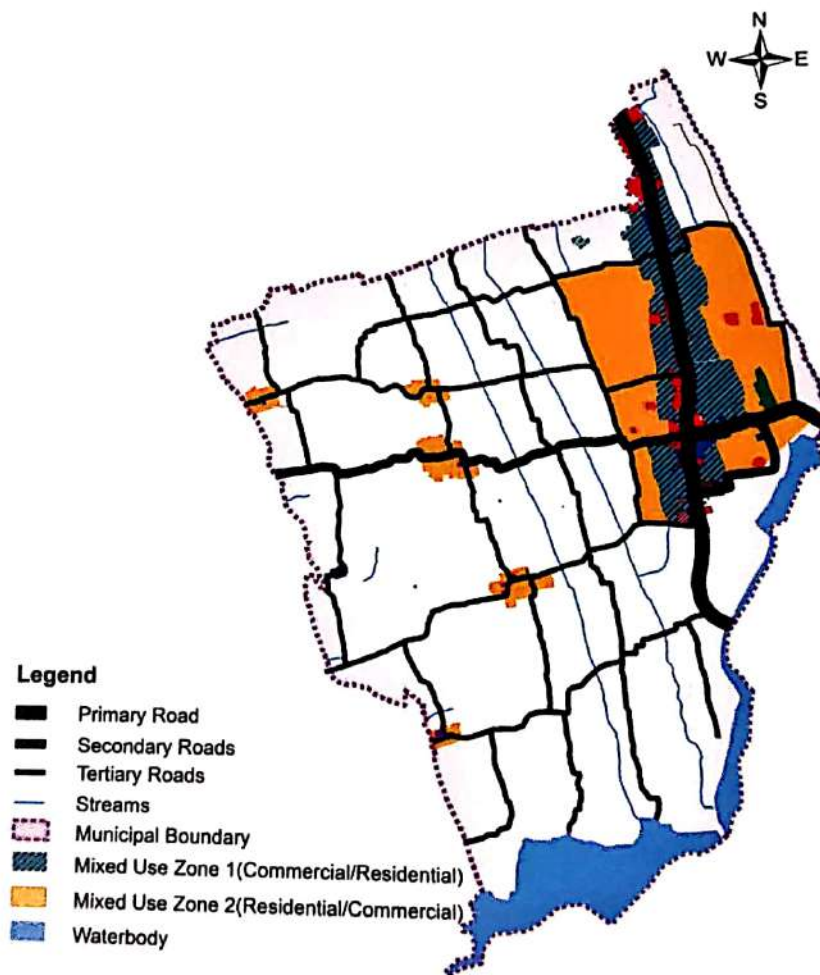 N
W E
S
Legend
Primary Road
Secondary Roads
Tertiary Roads
Streams
Municipal Boundary
Mixed Use Zone 1(Commercial/Residential)
Mixed Use Zone 2(Residential/Commercial)
Waterbody